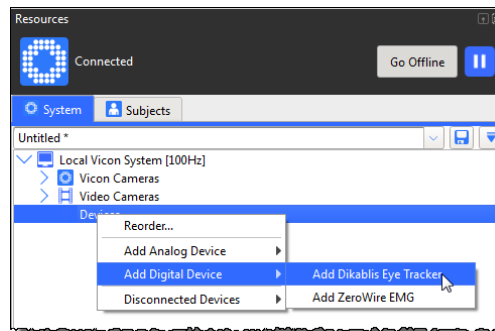 Resources
Connected
Go Offline
System
Subjects
Untitled *
Local Vicon System [100Hz]
Vicon Cameras
Video Cameras
Devices
Reorder...
Add Analog Device
Add Digital Device
Add Dikablis Eye Tracker
Add ZeroWire EMG
Disconnected Devices